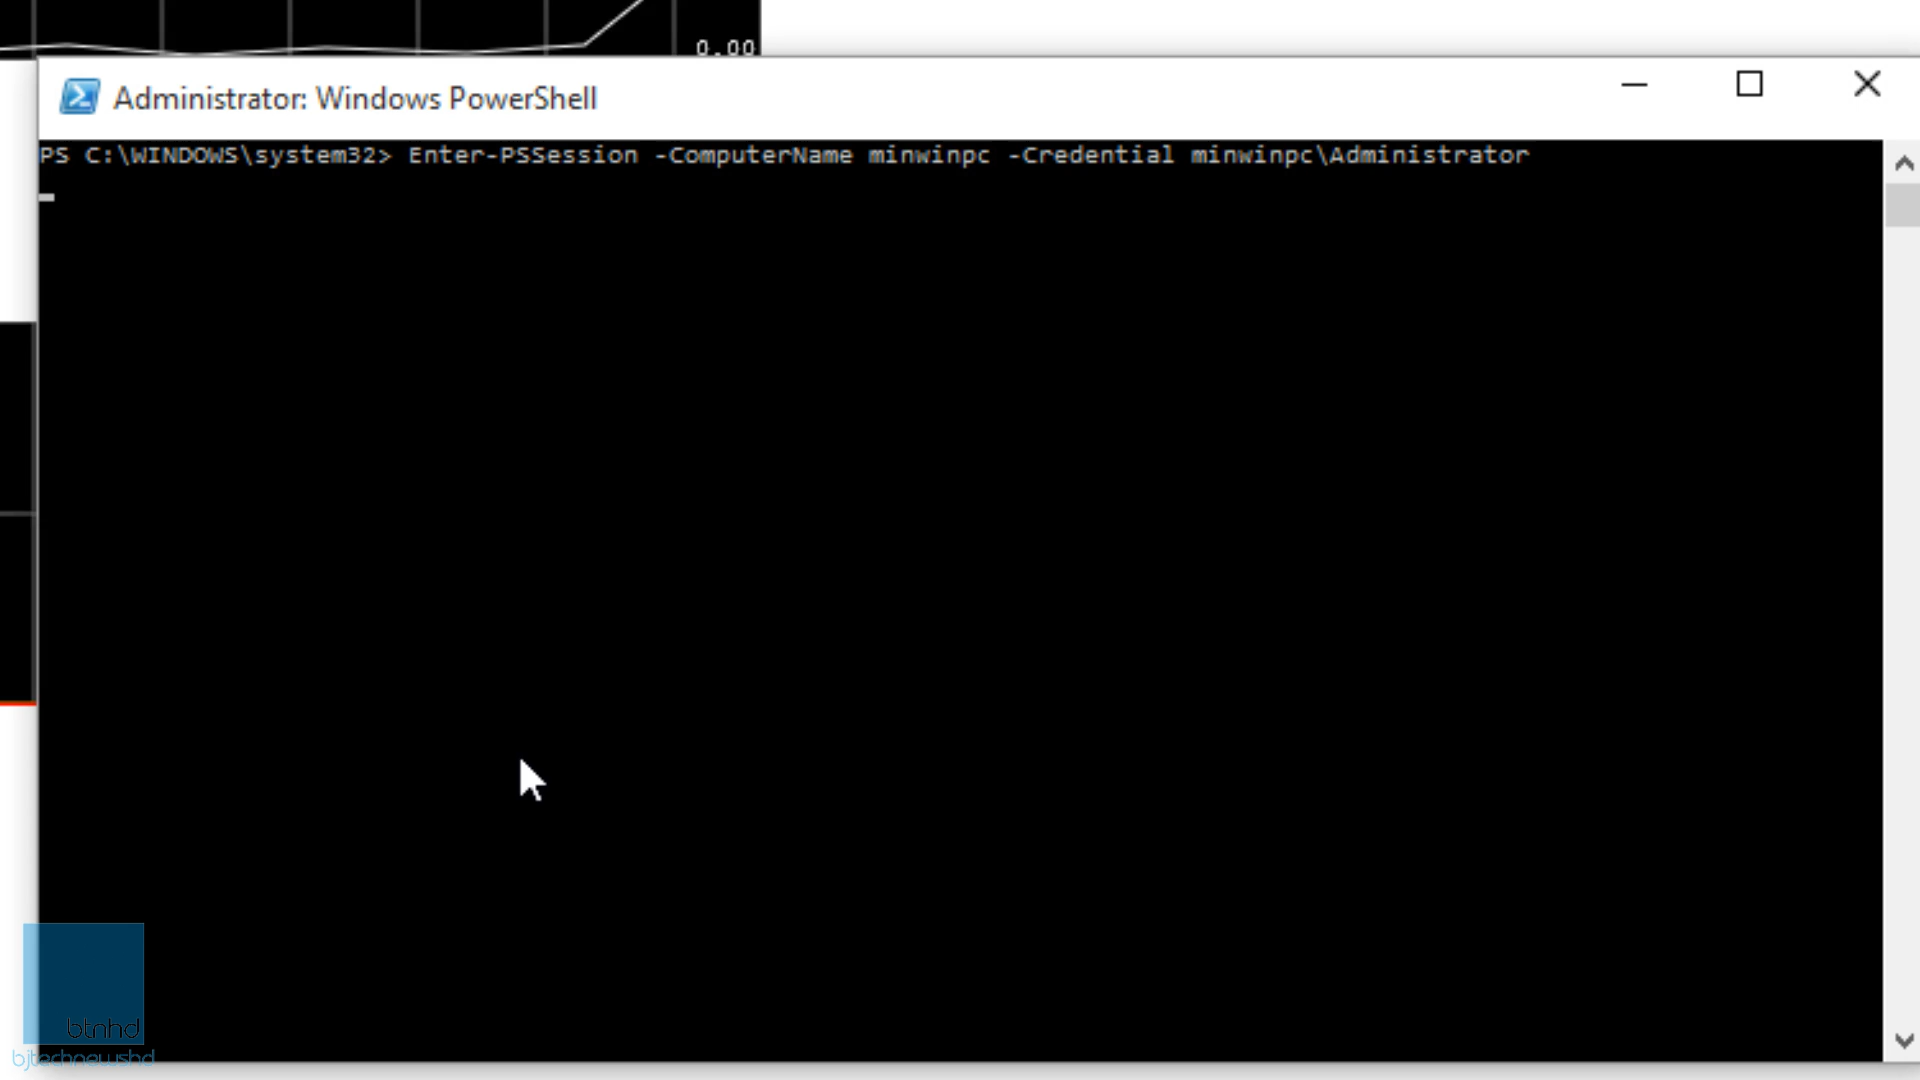 0.00
Administrator: Windows PowerShell
PS C:\WINDOWS\system32> Enter-PSSession -ComputerName minwinpc -Credential minwinpc\Administrator
btnhd
bjtechnewshd